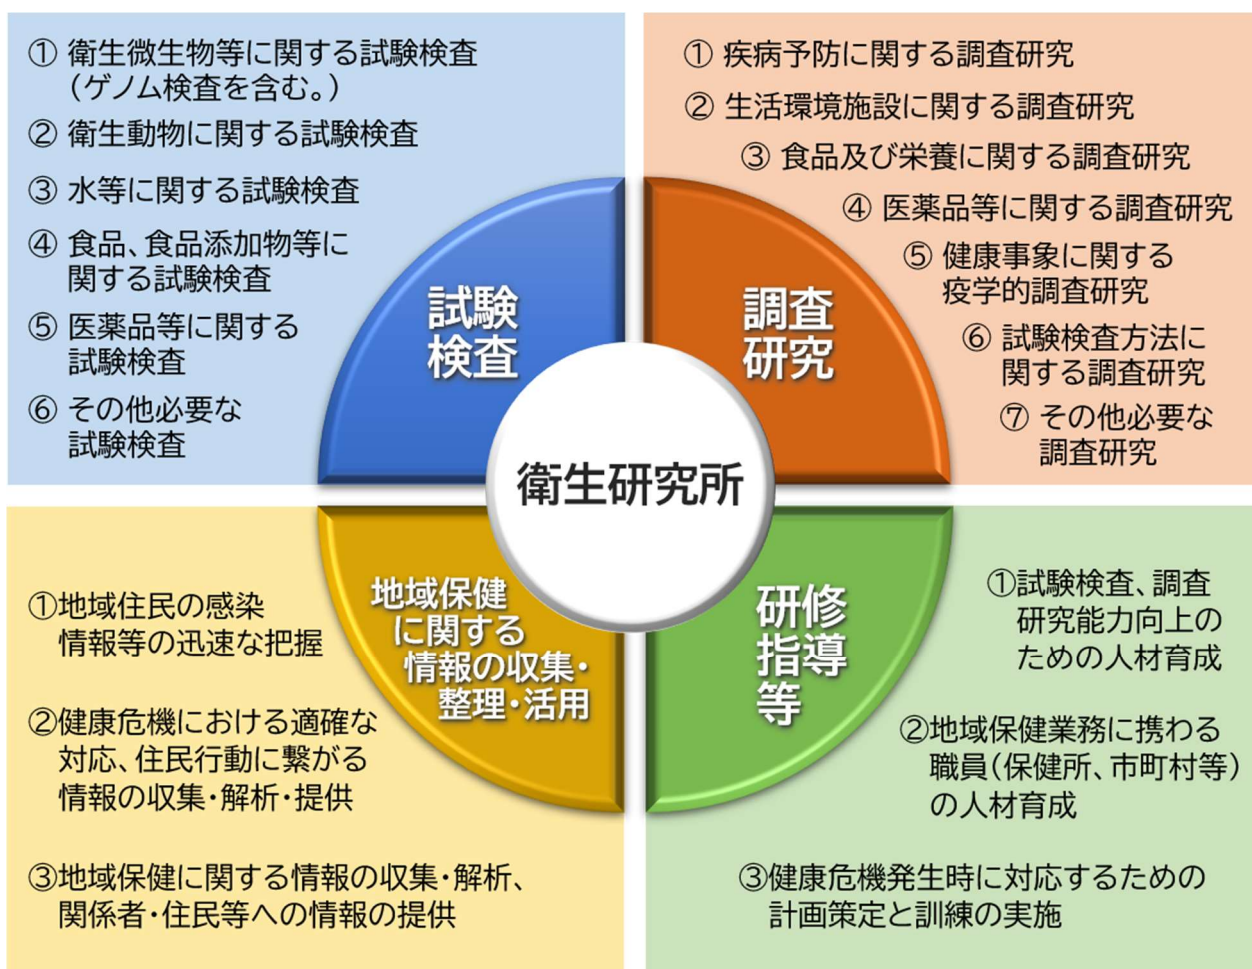 ① 衛生微生物等に関する試験検査
（ゲノム検査を含む。）
② 衛生動物に関する試験検査
③ 水等に関する試験検査
④ 食品、食品添加物等に
関する試験検査
⑤ 医薬品等に関する
試験検査
⑥ その他必要な
試験検査
試験
検査
① 疾病予防に関する調査研究
② 生活環境施設に関する調査研究
③ 食品及び栄養に関する調査研究
④ 医薬品等に関する調査研究
⑤ 健康事象に関する
疫学的調査研究
⑥ 試験検査方法に
関する調査研究
⑦ その他必要な
調査研究
調査
研究
衛生研究所
①地域住民の感染
情報等の迅速な把握
②健康危機における適確な
対応、住民行動に繋がる
情報の収集・解析・提供
③地域保健に関する情報の収集・解析、
関係者・住民等への情報の提供
地域保健
に関する
情報の収集・
整理・活用
研修
指導
等
①試験検査、調査
研究能力向上の
ための人材育成
②地域保健業務に携わる
職員（保健所、市町村等）
の人材育成
③健康危機発生時に対応するための
計画策定と訓練の実施